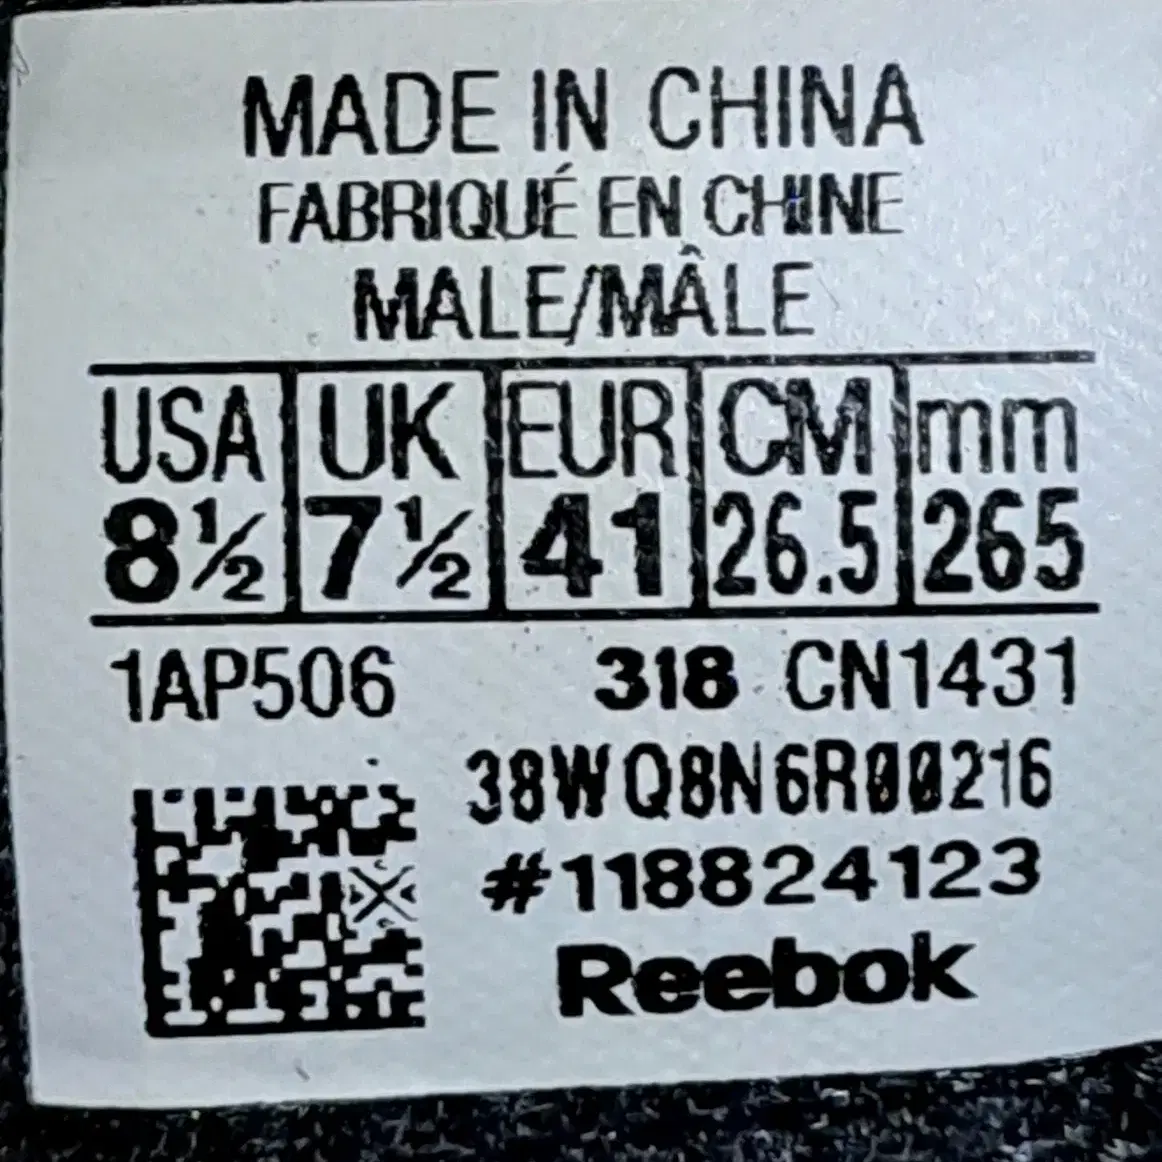 MADE IN CHINA
FABRIQUÉ EN CHINE
MALE/MÂLE
USA UK EUR CM mm
8½ 7½ 41 26.5 265
1AP506 318 CN1431
38WQ8N6R00216
#118824123
Reebok